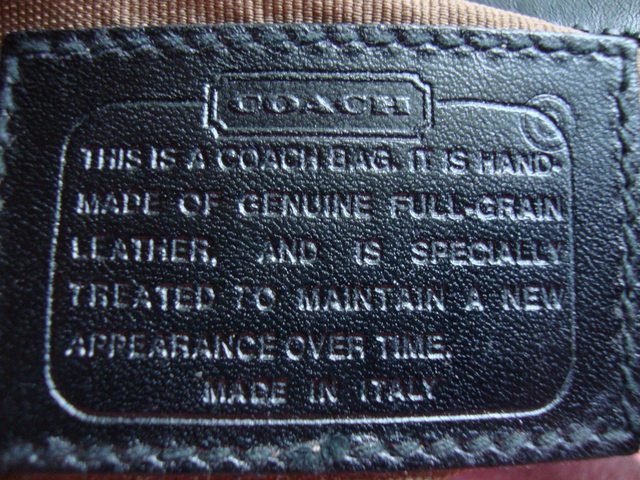 COACH
THIS IS A COACH BAG. IT IS HAND-
MADE OF GENUINE FULL-GRAIN
LEATHER, AND IS SPECIALLY
TREATED TO MAINTAIN A NEW
APPEARANCE OVER TIME.
MADE IN ITALY